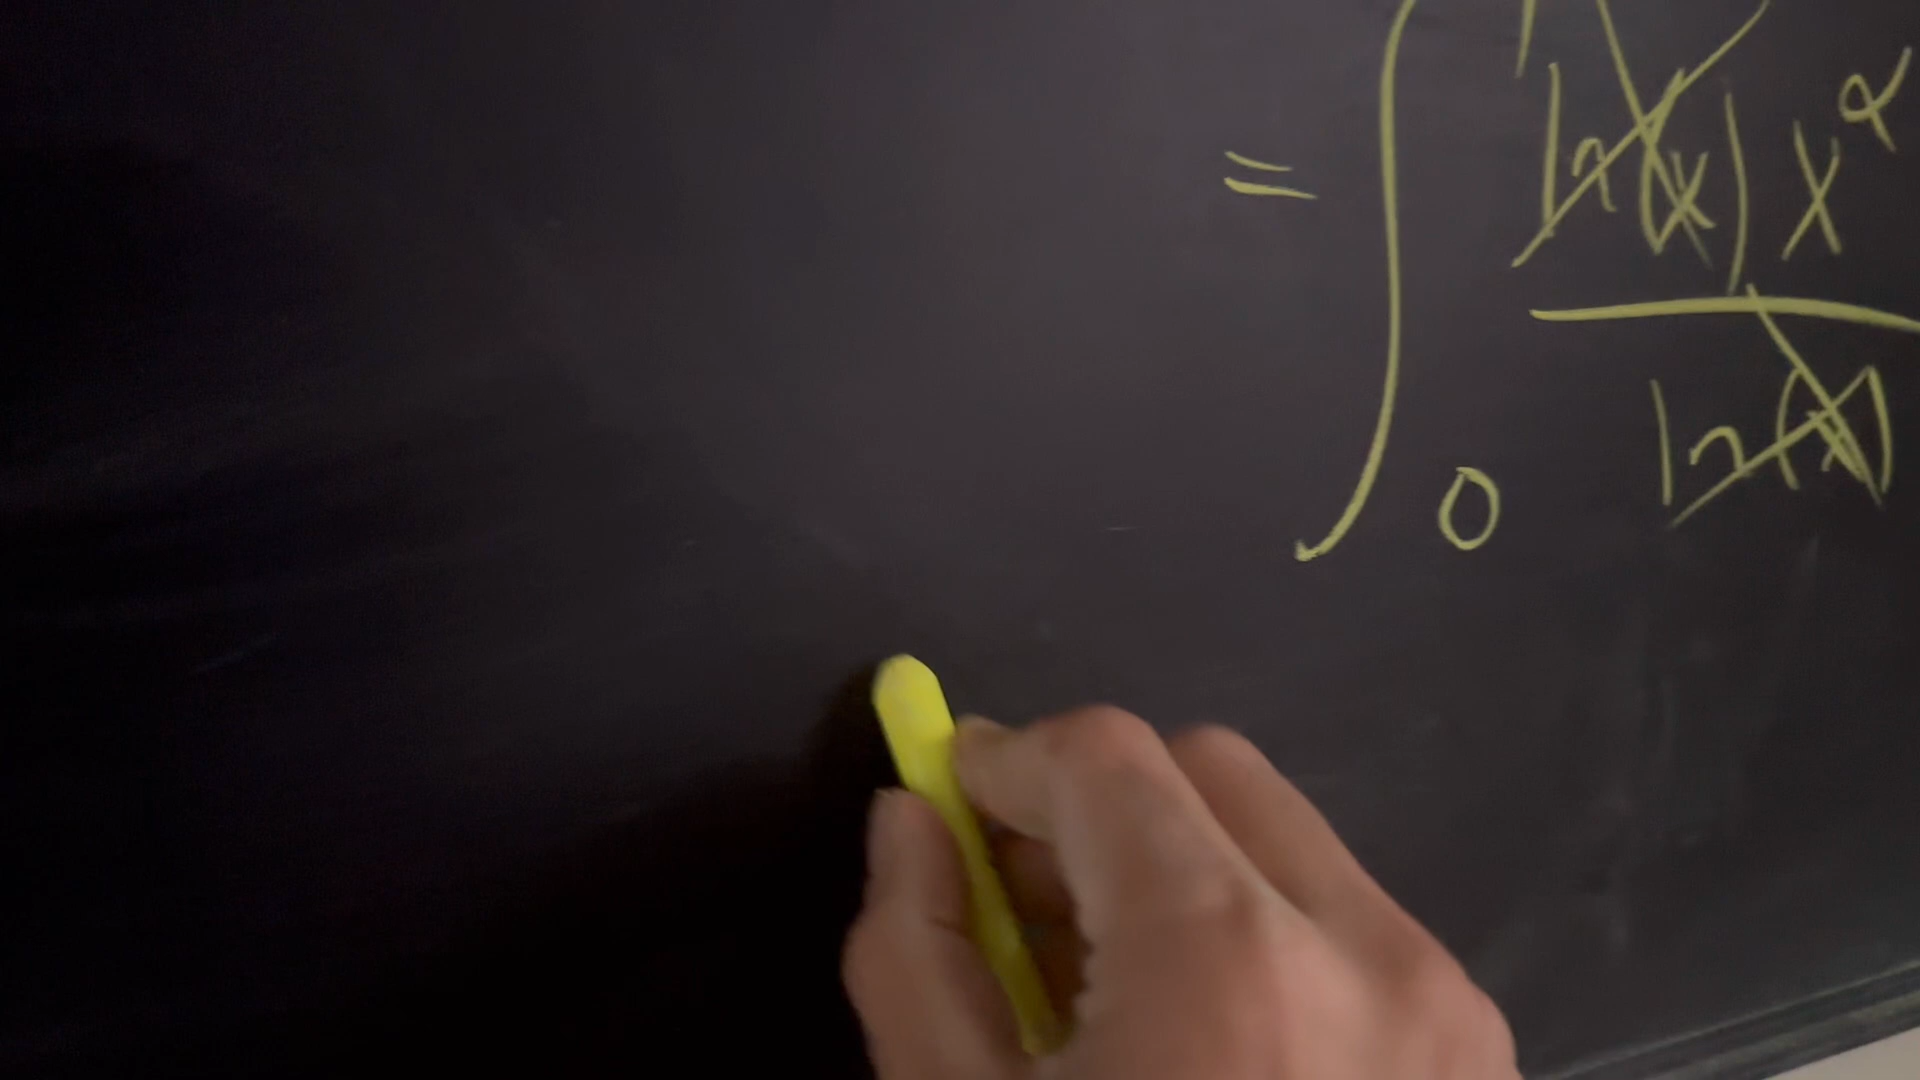 = ∫ ln(x) x^α
0 ln(x)